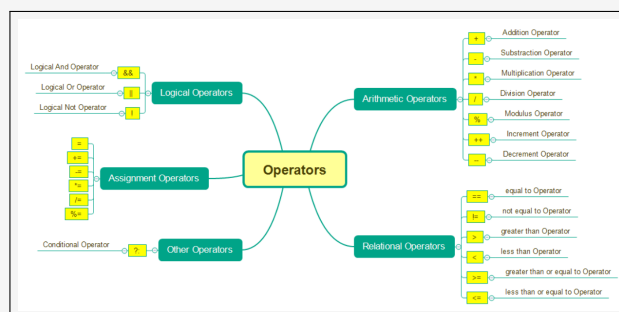 Operators
Logical Operators
&&
Logical And Operator
||
Logical Or Operator
!
Logical Not Operator
Assignment Operators
=
+=
-=
*=
/=
%=
Other Operators
?
Conditional Operator
Arithmetic Operators
+
Addition Operator
-
Substraction Operator
*
Multiplication Operator
/
Division Operator
%
Modulus Operator
++
Increment Operator
--
Decrement Operator
Relational Operators
==
equal to Operator
!=
not equal to Operator
>
greater than Operator
<
less than Operator
>=
greater than or equal to Operator
<=
less than or equal to Operator